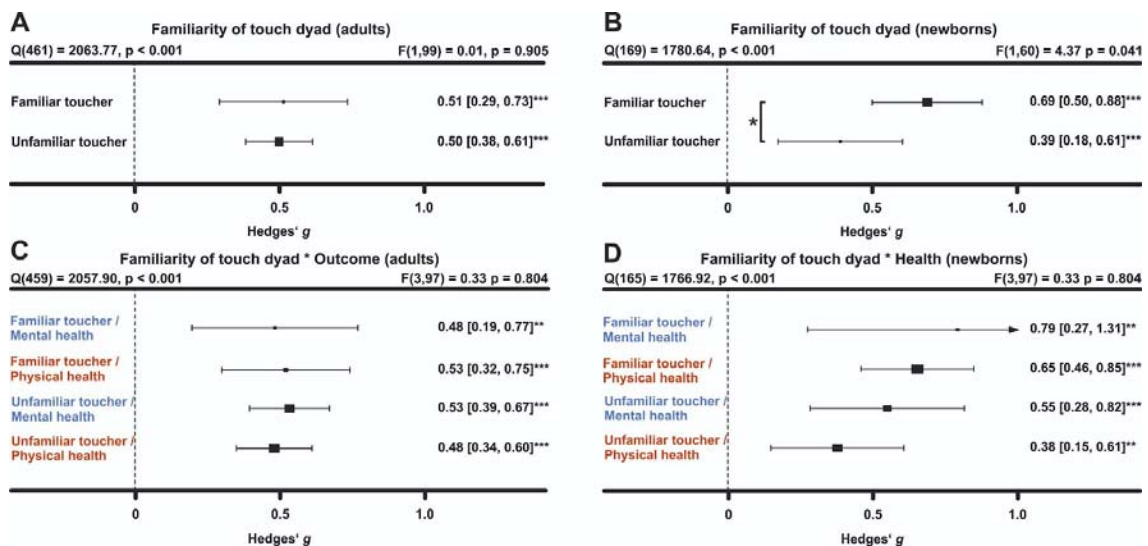 A
Familiarity of touch dyad (adults)
Q(461) = 2063.77, p < 0.001 F(1,99) = 0.01, p = 0.905
Familiar toucher 0.51 [0.29, 0.73]***
Unfamiliar toucher 0.50 [0.38, 0.61]***
0 0.5 1.0
Hedges‘ g
B
Familiarity of touch dyad (newborns)
Q(169) = 1780.64, p < 0.001 F(1,60) = 4.37 p = 0.041
Familiar toucher 0.69 [0.50, 0.88]***
*
Unfamiliar toucher 0.39 [0.18, 0.61]***
0 0.5 1.0
Hedges‘ g
C
Familiarity of touch dyad * Outcome (adults)
Q(459) = 2057.90, p < 0.001 F(3,97) = 0.33 p = 0.804
Familiar toucher /
Mental health 0.48 [0.19, 0.77]**
Familiar toucher /
Physical health 0.53 [0.32, 0.75]***
Unfamiliar toucher /
Mental health 0.53 [0.39, 0.67]***
Unfamiliar toucher /
Physical health 0.48 [0.34, 0.60]***
0 0.5 1.0
Hedges‘ g
D
Familiarity of touch dyad * Health (newborns)
Q(165) = 1766.92, p < 0.001 F(3,97) = 0.33 p = 0.804
Familiar toucher /
Mental health 0.79 [0.27, 1.31]**
Familiar toucher /
Physical health 0.65 [0.46, 0.85]***
Unfamiliar toucher /
Mental health 0.55 [0.28, 0.82]***
Unfamiliar toucher /
Physical health 0.38 [0.15, 0.61]**
0 0.5 1.0
Hedges‘ g